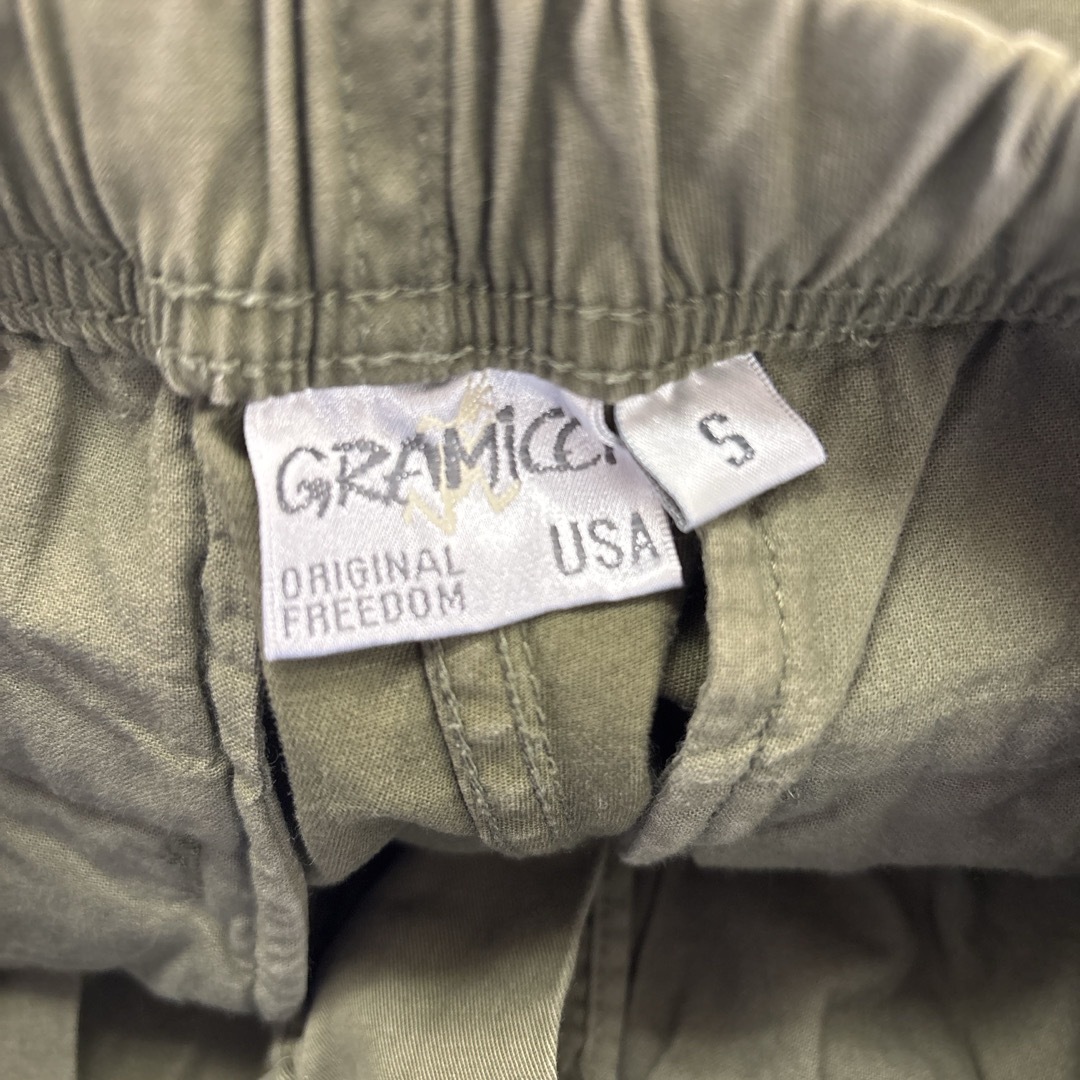 GRAMiCCi
USA
ORIGINAL
FREEDOM
S